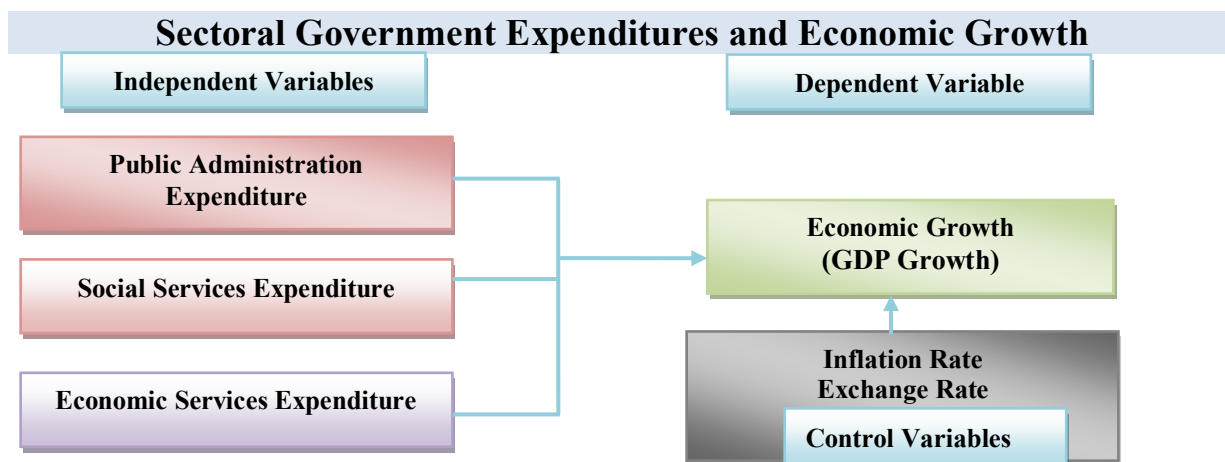 Sectoral Government Expenditures and Economic Growth
Independent Variables
Dependent Variable
Public Administration
Expenditure
Social Services Expenditure
Economic Services Expenditure
Economic Growth
(GDP Growth)
Inflation Rate
Exchange Rate
Control Variables